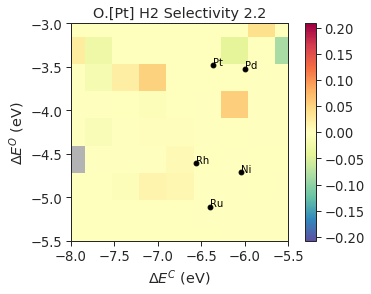 O.[Pt] H2 Selectivity 2.2
−3.0
−3.5
−4.0
−4.5
−5.0
−5.5
ΔE^O (eV)
Pt
Pd
Rh
Ni
Ru
−8.0 −7.5 −7.0 −6.5 −6.0 −5.5
ΔE^C (eV)
0.20
0.15
0.10
0.05
0.00
−0.05
−0.10
−0.15
−0.20